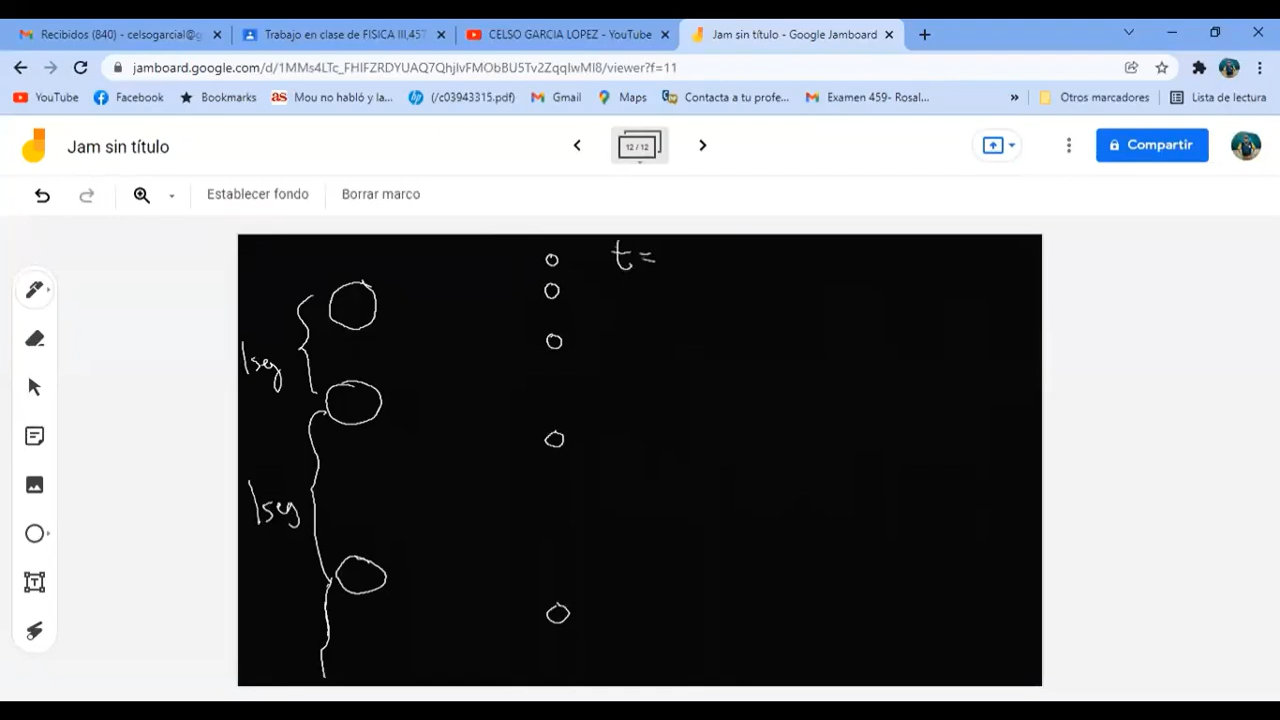 Recibidos (840) - celsogarcial@g
Trabajo en clase de FISICA III,457
CELSO GARCIA LOPEZ - YouTube
Jam sin título - Google Jamboard
jamboard.google.com/d/1MMs4LTc_FHIFZRDYUAQ7QhjIvFMObBU5Tv2ZqqIwMI8/viewer?f=11
YouTube
Facebook
Bookmarks
as Mou no habló y la...
(/c03943315.pdf)
Gmail
Maps
Contacta a tu profe...
Examen 459- Rosal...
»
Otros marcadores
Lista de lectura
Jam sin título
12 / 12
Compartir
Establecer fondo
Borrar marco
t=
1seg
1seg